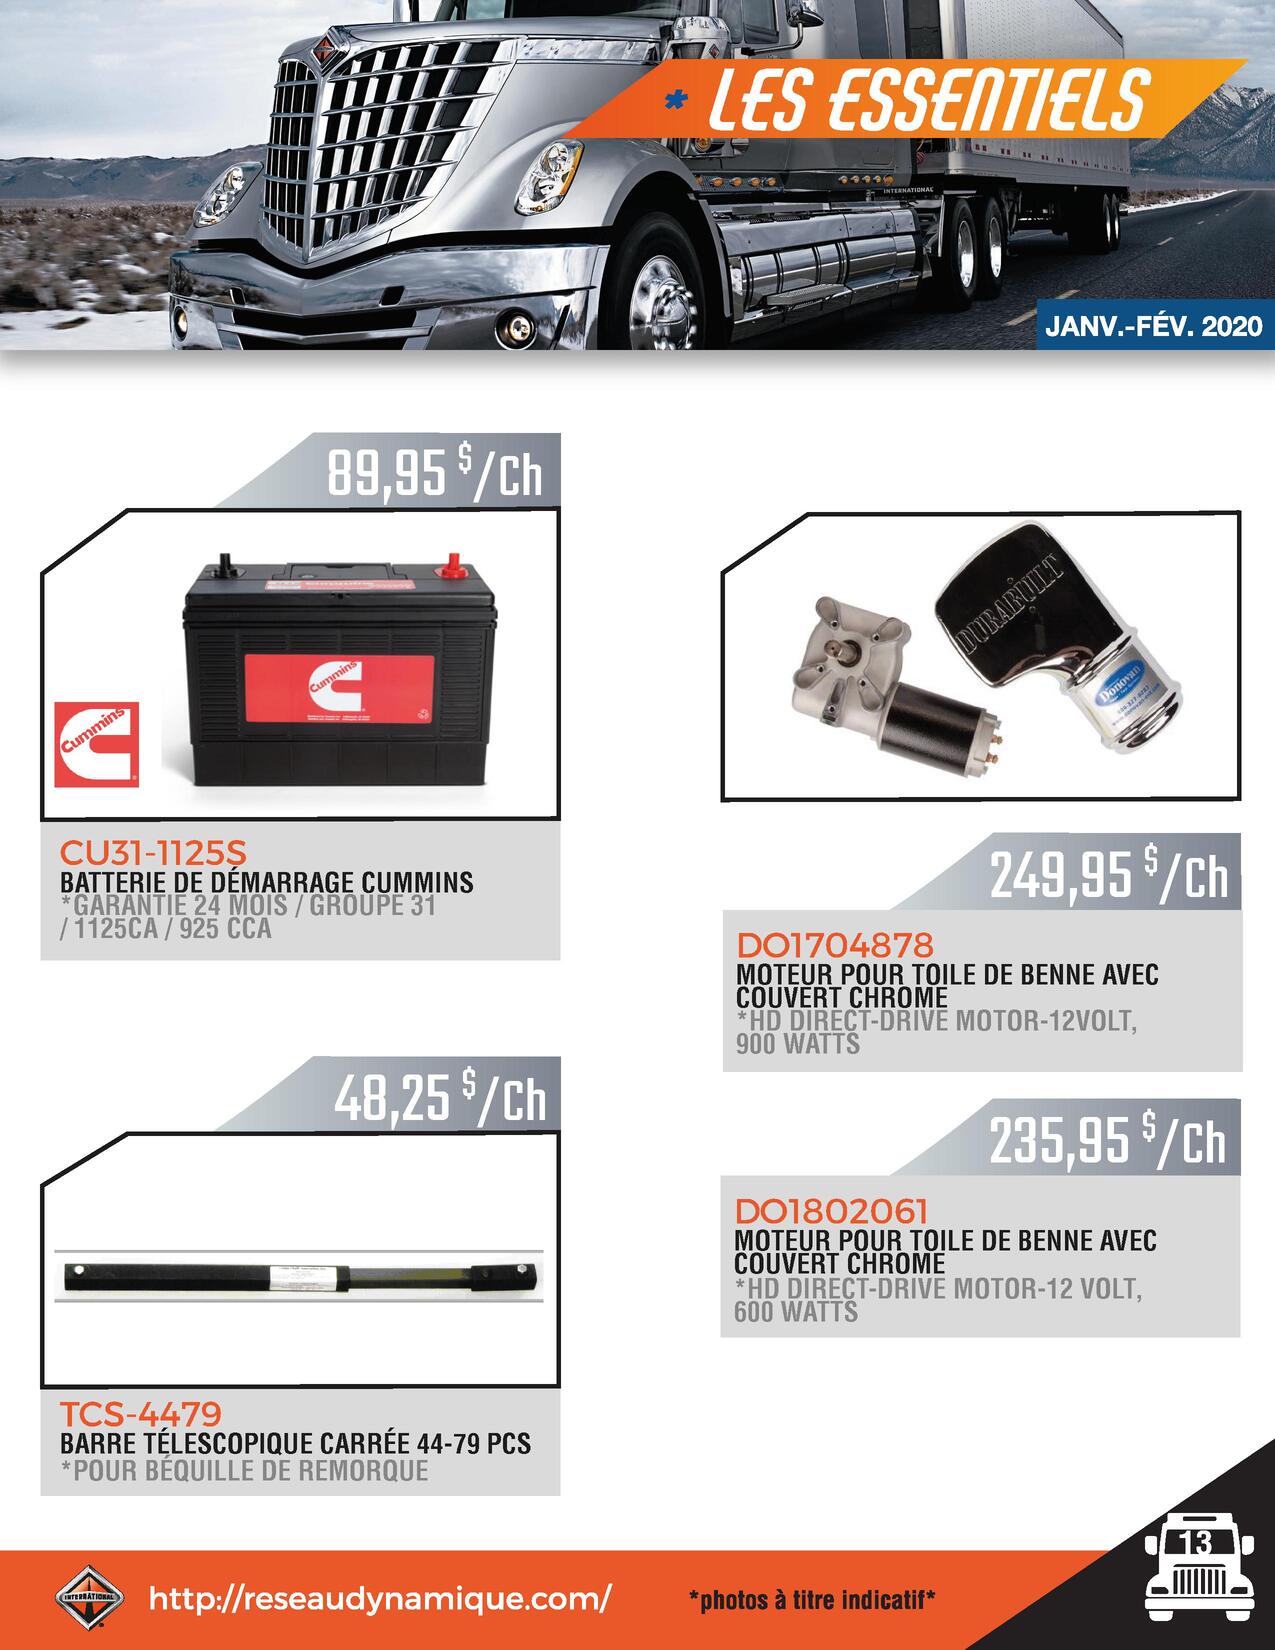 * LES ESSENTIELS
INTERNATIONAL
JANV.-FÉV. 2020
89,95 $/Ch
Cummins
Cummins
Cummins
CU31-1125S
BATTERIE DE DÉMARRAGE CUMMINS
*GARANTIE 24 MOIS / GROUPE 31
/ 1125CA / 925 CCA
48,25 $/Ch
TCS-4479
BARRE TÉLESCOPIQUE CARRÉE 44-79 PCS
*POUR BÉQUILLE DE REMORQUE
DURABUILT
Donovan
249,95 $/Ch
DO1704878
MOTEUR POUR TOILE DE BENNE AVEC
COUVERT CHROME
*HD DIRECT-DRIVE MOTOR-12VOLT,
900 WATTS
235,95 $/Ch
DO1802061
MOTEUR POUR TOILE DE BENNE AVEC
COUVERT CHROME
*HD DIRECT-DRIVE MOTOR-12 VOLT,
600 WATTS
INTERNATIONAL
http://reseaudynamique.com/
*photos à titre indicatif*
13